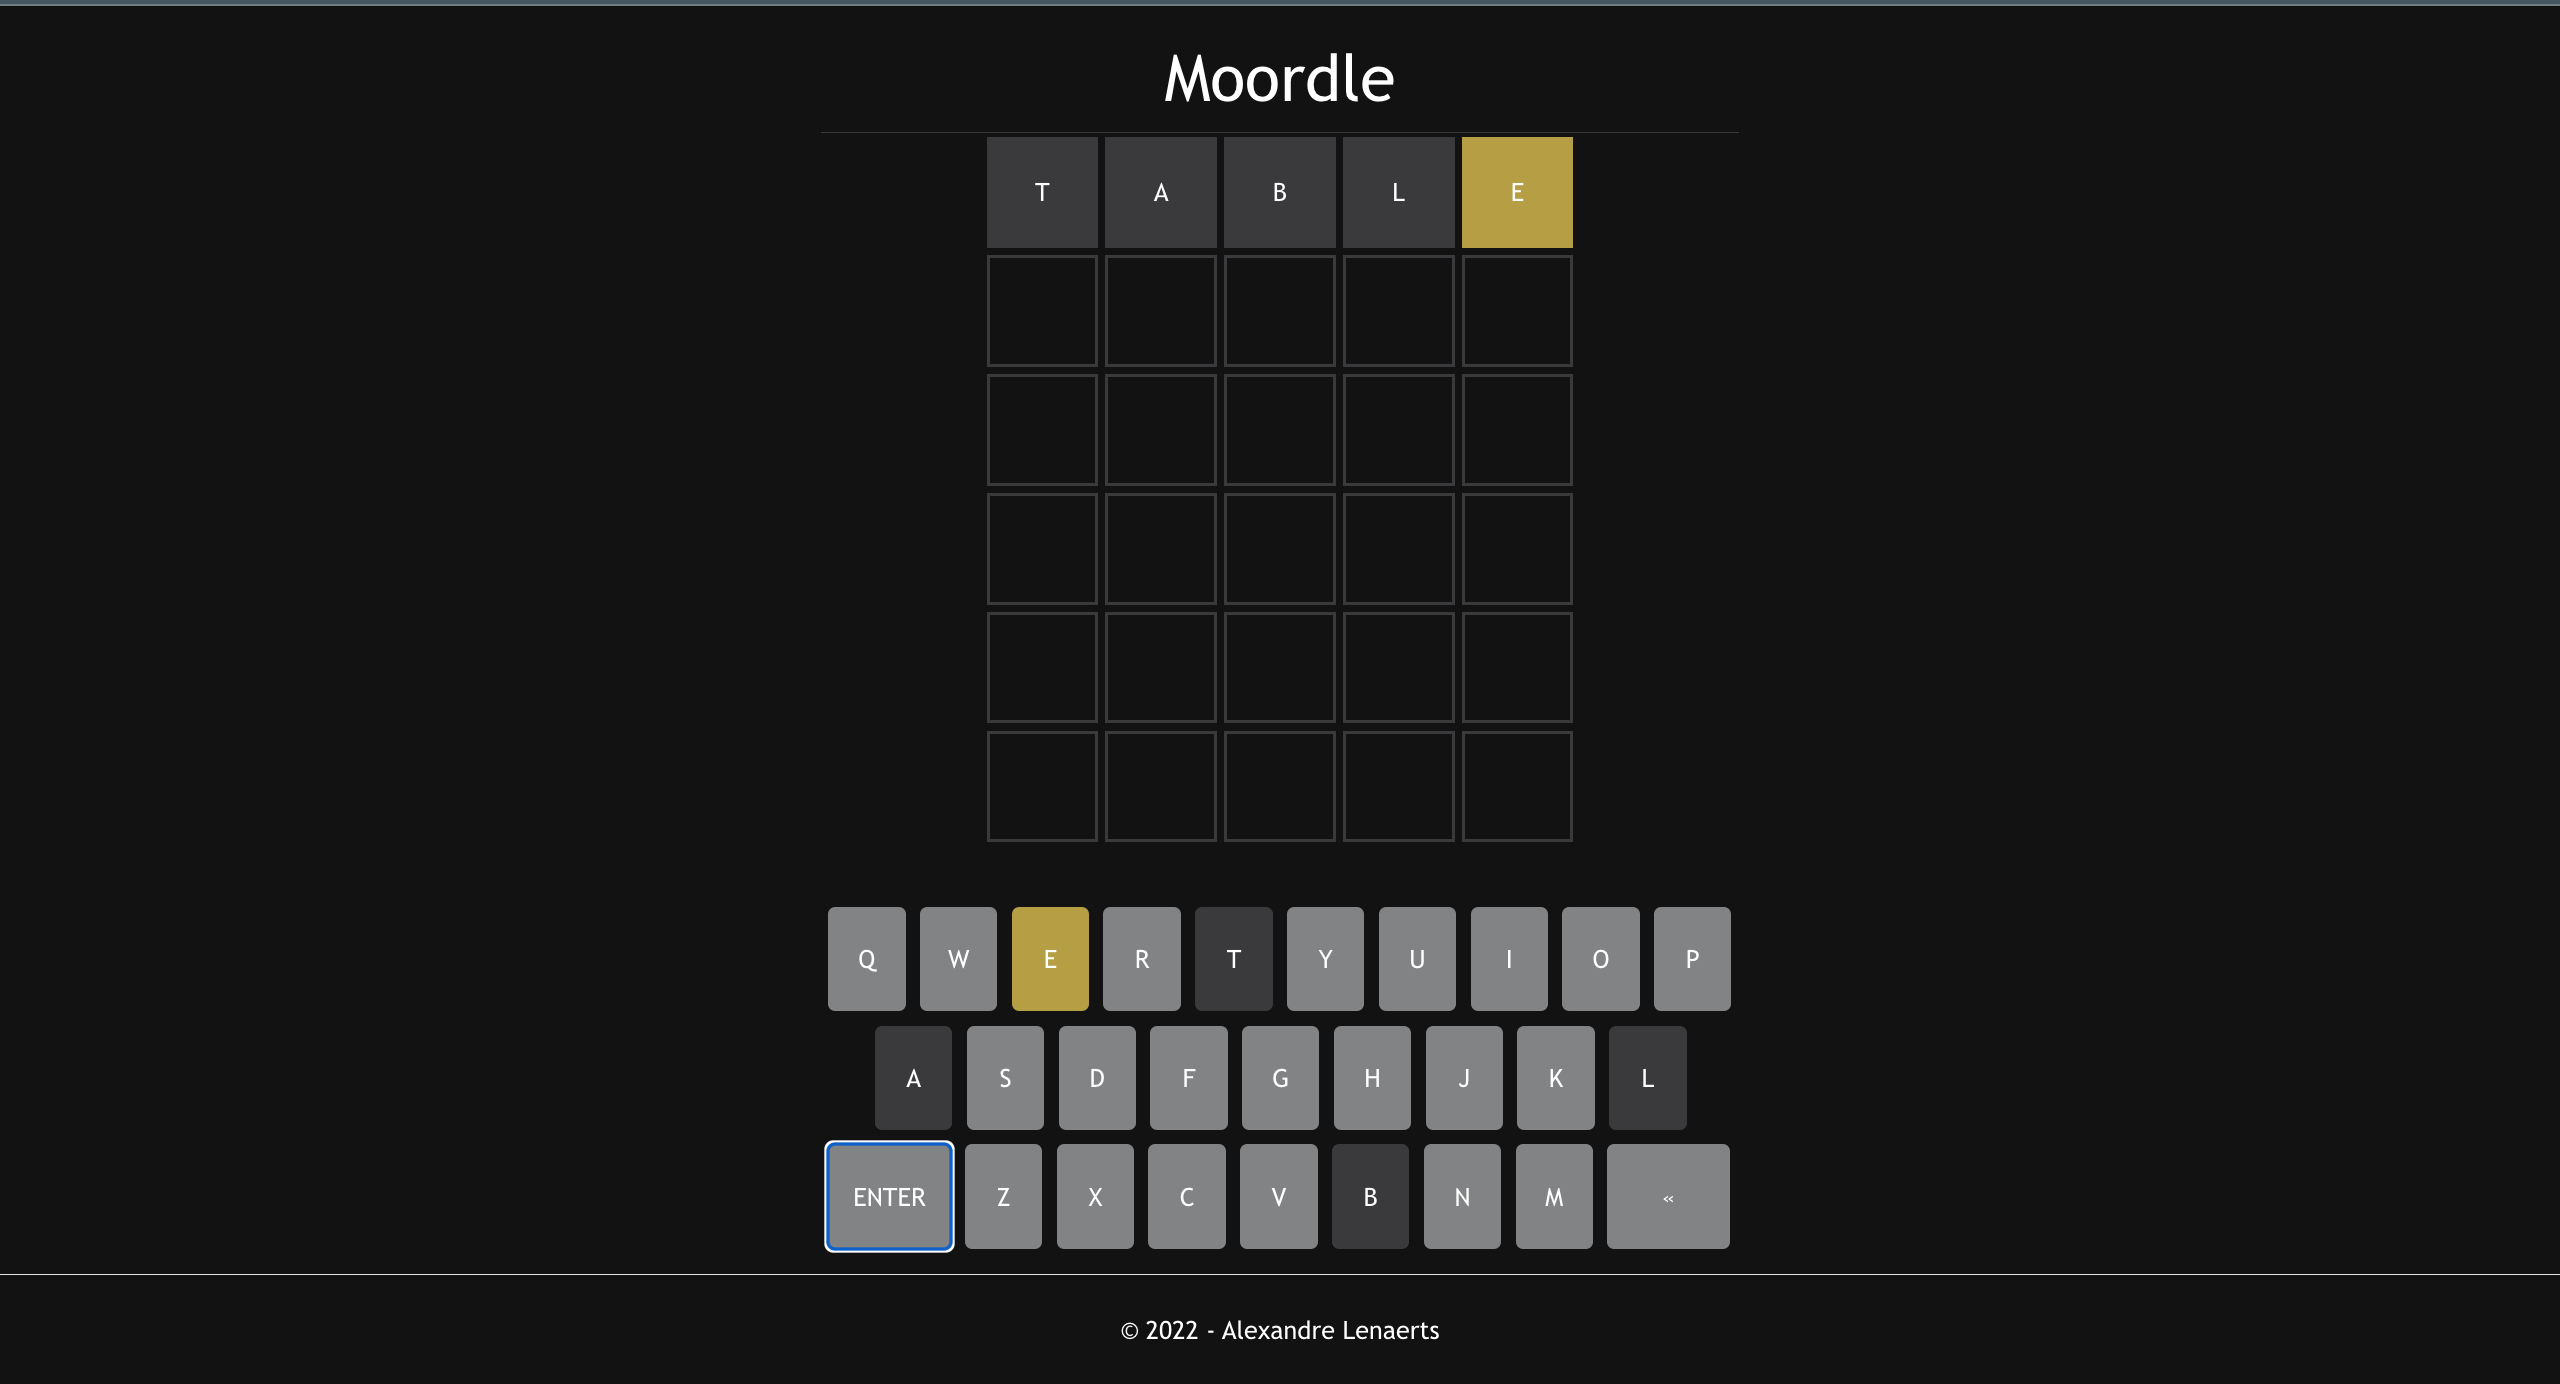 Moordle
T A B L E
Q W E R T Y U I O P
A S D F G H J K L
ENTER Z X C V B N M «
© 2022 - Alexandre Lenaerts